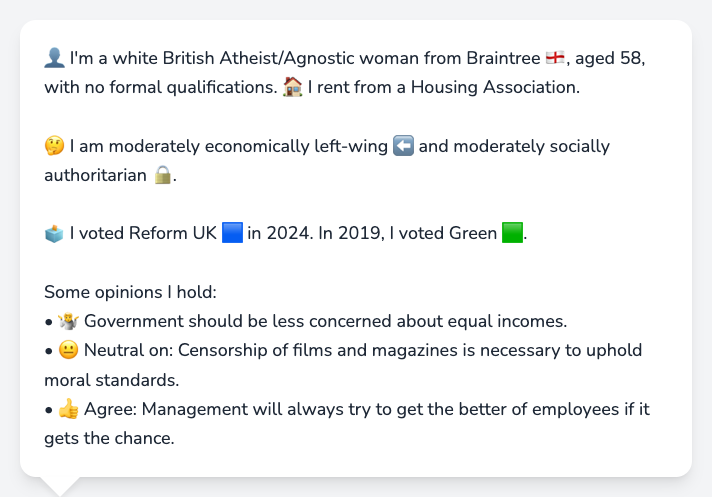 👤 I'm a white British Atheist/Agnostic woman from Braintree 🏴󠁧󠁢󠁥󠁮󠁧󠁿, aged 58,
with no formal qualifications. 🏠 I rent from a Housing Association.
🤔 I am moderately economically left-wing ⬅️ and moderately socially
authoritarian 🔒.
🗳️ I voted Reform UK 🟦 in 2024. In 2019, I voted Green 🟩.
Some opinions I hold:
• 🤷 Government should be less concerned about equal incomes.
• 😐 Neutral on: Censorship of films and magazines is necessary to uphold
moral standards.
• 👍 Agree: Management will always try to get the better of employees if it
gets the chance.